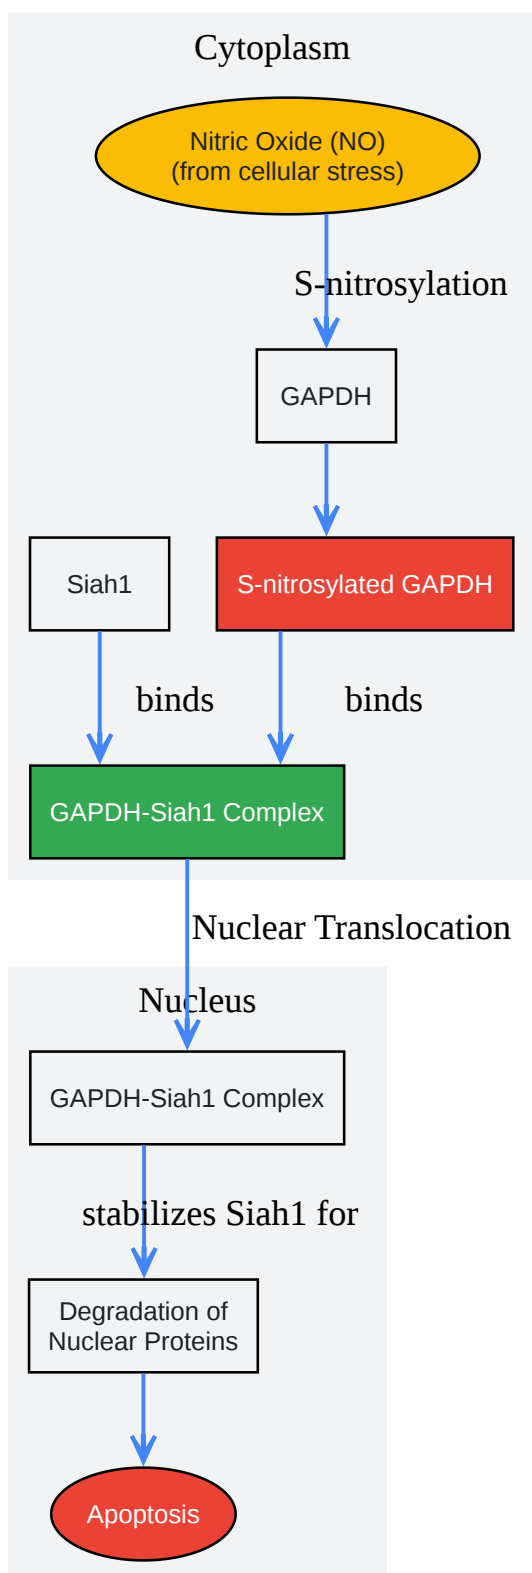 Cytoplasm
Nitric Oxide (NO)
(from cellular stress)
S-nitrosylation
GAPDH
Siah1
S-nitrosylated GAPDH
binds
binds
GAPDH-Siah1 Complex
Nuclear Translocation
Nucleus
GAPDH-Siah1 Complex
stabilizes Siah1 for
Degradation of
Nuclear Proteins
Apoptosis